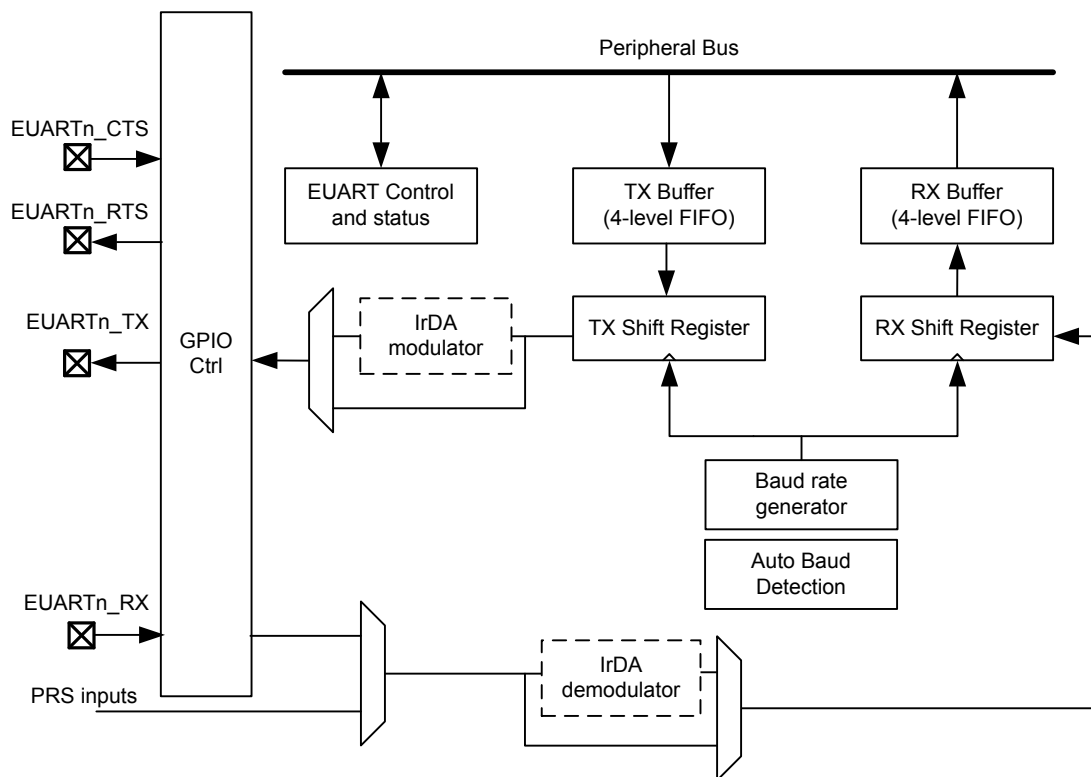 Peripheral Bus
EUARTn_CTS
EUART Control
and status
TX Buffer
(4-level FIFO)
RX Buffer
(4-level FIFO)
EUARTn_RTS
EUARTn_TX
GPIO
Ctrl
IrDA
modulator
TX Shift Register
RX Shift Register
Baud rate
generator
Auto Baud
Detection
EUARTn_RX
PRS inputs
IrDA
demodulator